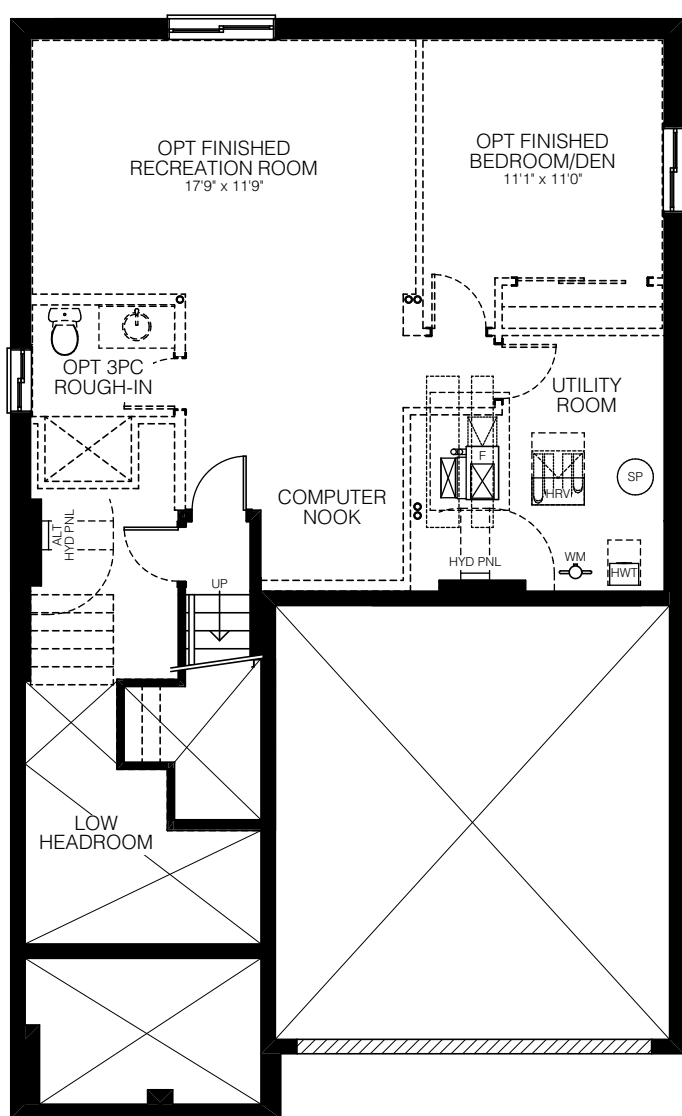 OPT FINISHED
RECREATION ROOM
17'9" x 11'9"
OPT FINISHED
BEDROOM/DEN
11'1" x 11'0"
OPT 3PC
ROUGH-IN
UTILITY
ROOM
F
HRV
SP
COMPUTER
NOOK
ALT
HYD PNL
HYD PNL
WM
HWT
UP
LOW
HEADROOM